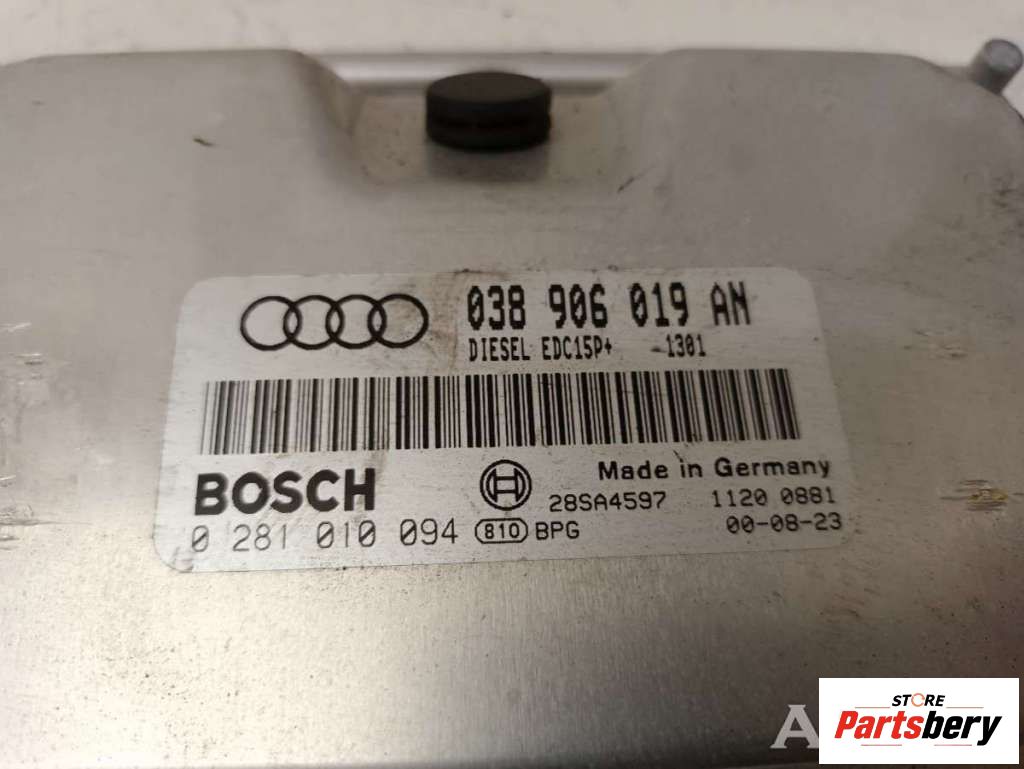 038 906 019 AN
DIESEL EDC15P+ -1301
BOSCH
Made in Germany
28SA4597 1120 0881
0 281 010 094 810 BPG 00-08-23
A
STORE
Partsbery